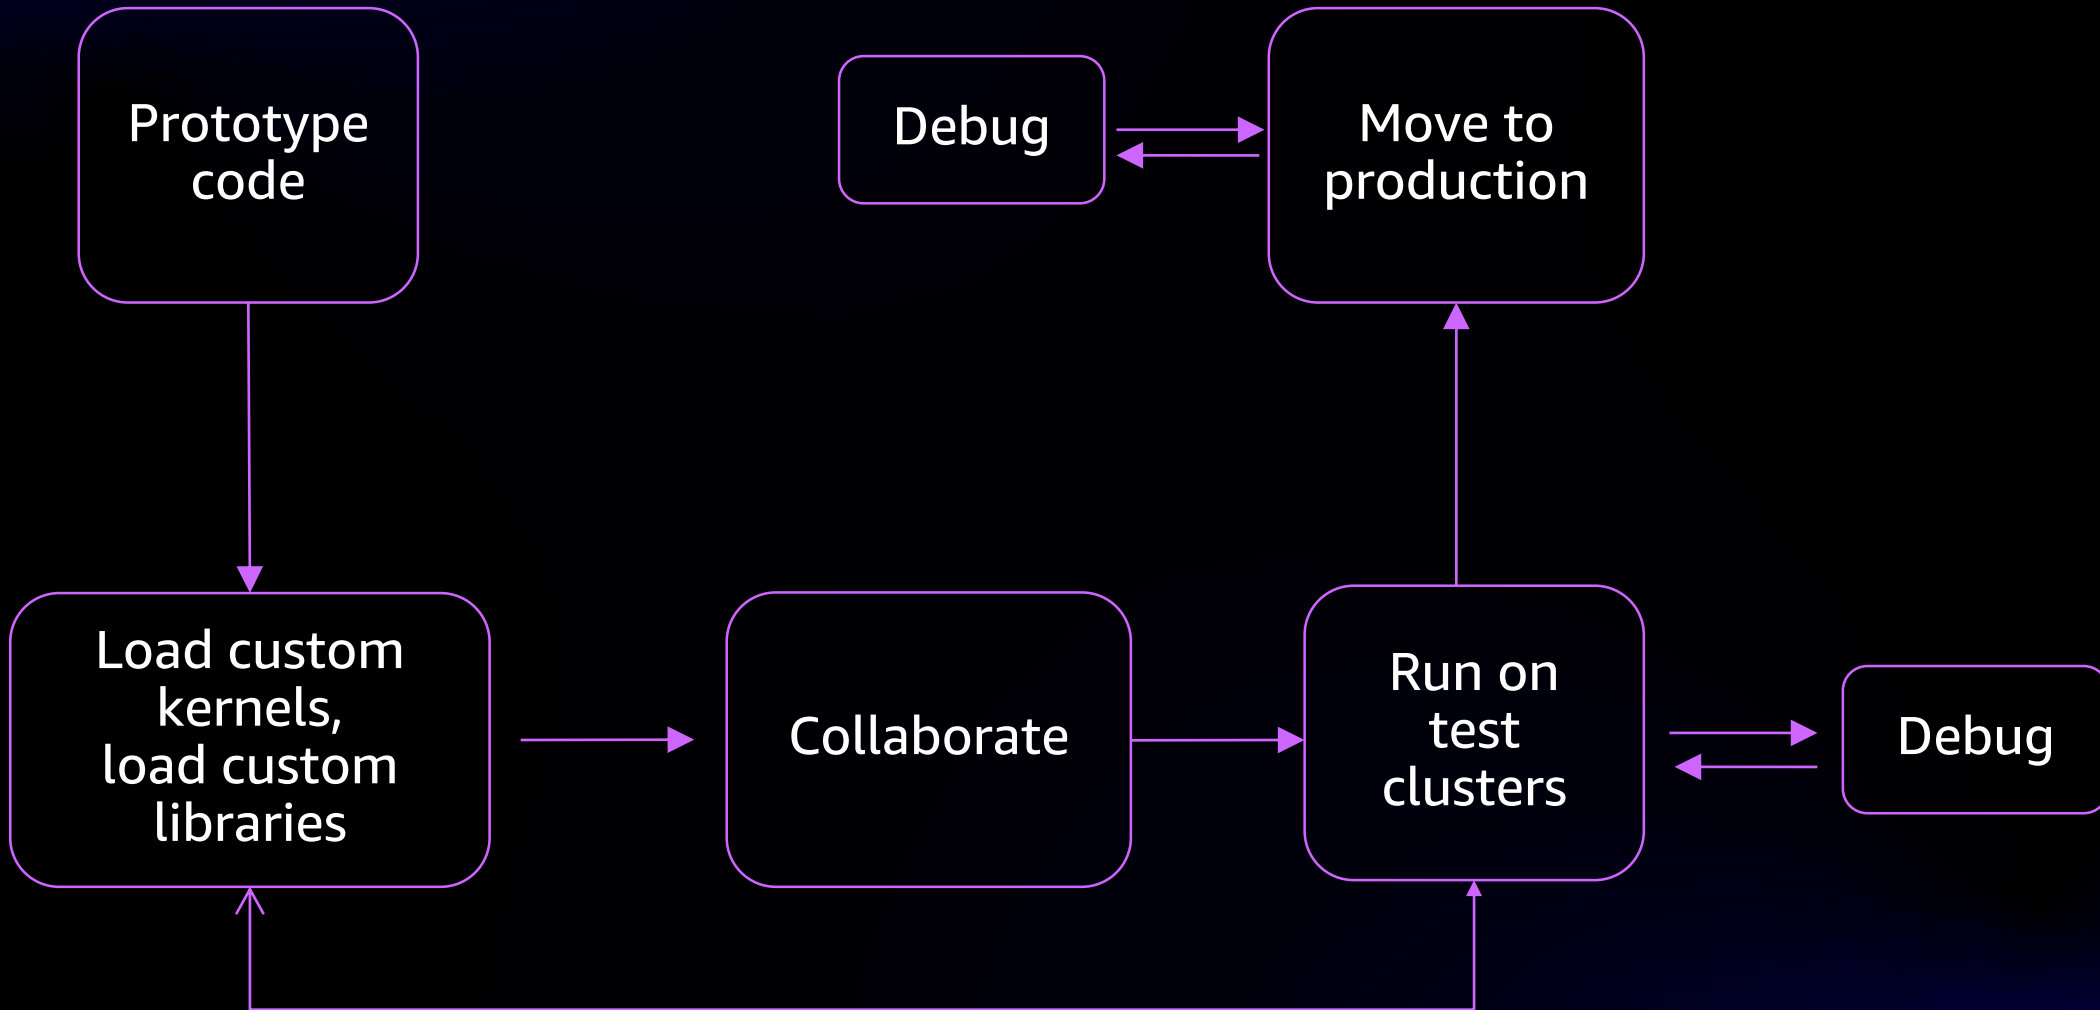 Prototype
code
Debug
Move to
production
Load custom
kernels,
load custom
libraries
Collaborate
Run on
test
clusters
Debug